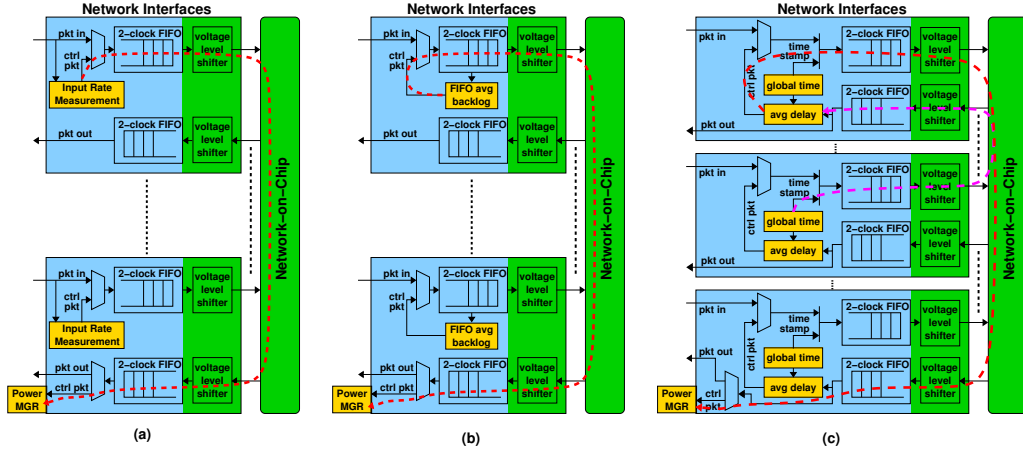 Network Interfaces
pkt in
ctrl
pkt
2-clock FIFO
voltage
level
shifter
Input Rate
Measurement
pkt out
2-clock FIFO
voltage
level
shifter
pkt in
ctrl
pkt
2-clock FIFO
voltage
level
shifter
Input Rate
Measurement
pkt out
ctrl pkt
2-clock FIFO
voltage
level
shifter
Power
MGR
Network-on-Chip
(a)
Network Interfaces
pkt in
ctrl
pkt
2-clock FIFO
voltage
level
shifter
FIFO avg
backlog
pkt out
2-clock FIFO
voltage
level
shifter
pkt in
ctrl
pkt
2-clock FIFO
voltage
level
shifter
FIFO avg
backlog
pkt out
ctrl pkt
2-clock FIFO
voltage
level
shifter
Power
MGR
Network-on-Chip
(b)
Network Interfaces
pkt in
time
stamp
2-clock FIFO
voltage
level
shifter
ctrl pkt
global time
avg delay
2-clock FIFO
voltage
level
shifter
pkt out
pkt in
time
stamp
2-clock FIFO
voltage
level
shifter
ctrl pkt
global time
avg delay
2-clock FIFO
voltage
level
shifter
pkt out
pkt in
time
stamp
2-clock FIFO
voltage
level
shifter
ctrl pkt
global time
avg delay
2-clock FIFO
voltage
level
shifter
pkt out
ctrl
pkt
Power
MGR
Network-on-Chip
(c)